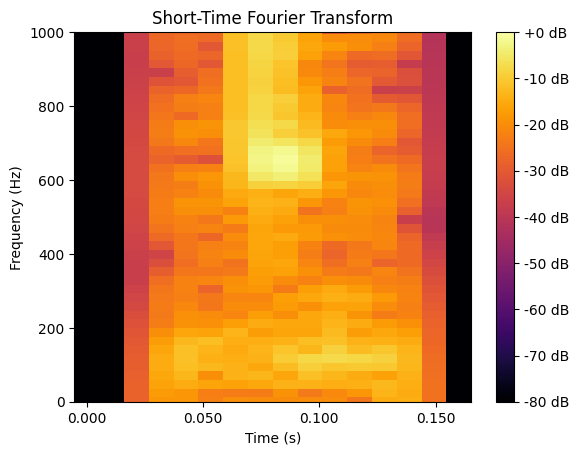 Short-Time Fourier Transform
1000
800
600
400
200
0
Frequency (Hz)
0.000
0.050
0.100
0.150
Time (s)
+0 dB
-10 dB
-20 dB
-30 dB
-40 dB
-50 dB
-60 dB
-70 dB
-80 dB